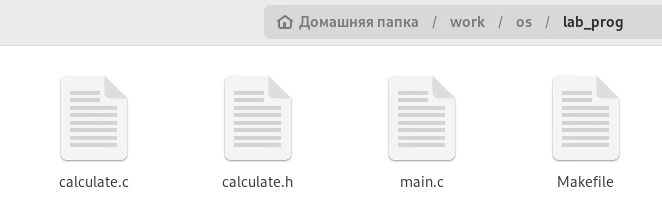 Домашняя папка / work / os / lab_prog
calculate.c calculate.h main.c Makefile